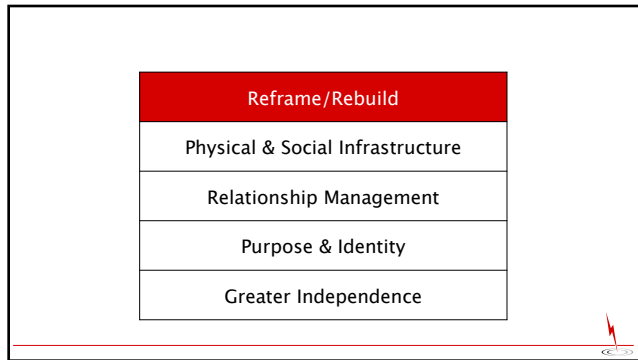 Reframe/Rebuild
Physical & Social Infrastructure
Relationship Management
Purpose & Identity
Greater Independence